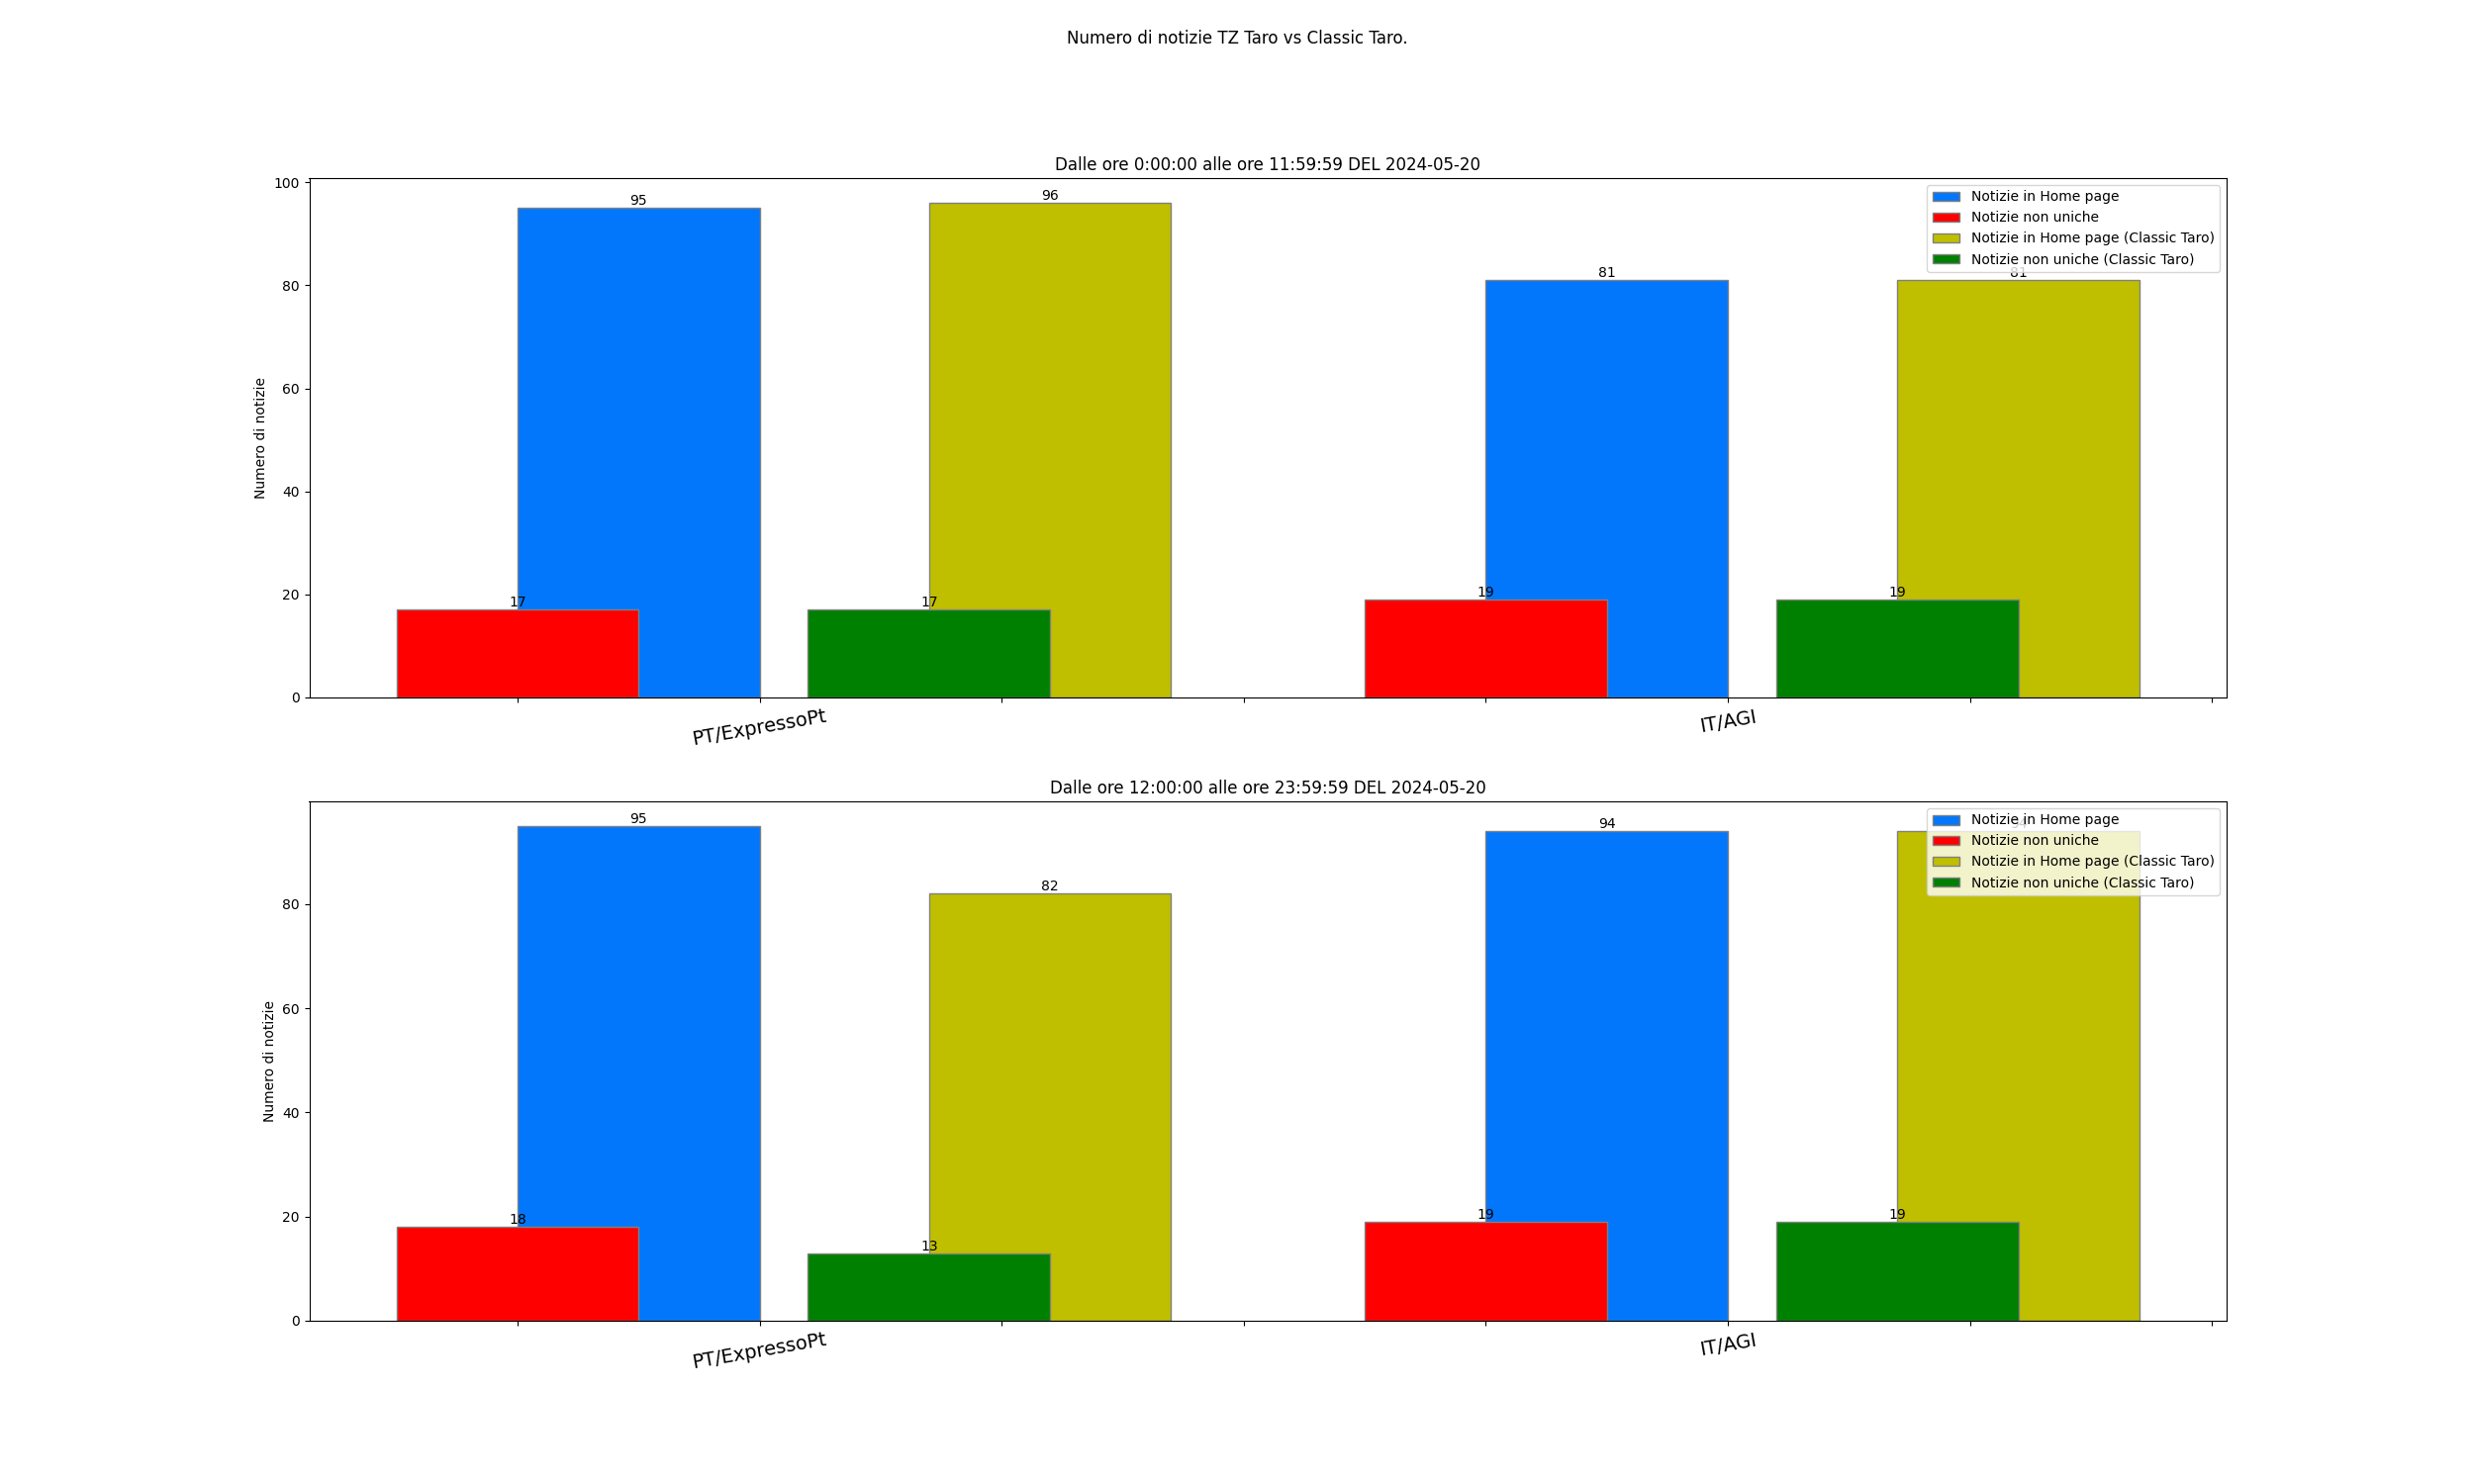 Numero di notizie TZ Taro vs Classic Taro.
Dalle ore 0:00:00 alle ore 11:59:59 DEL 2024-05-20
Numero di notizie
100
80
60
40
20
0
95
96
81
81
17
17
19
19
Notizie in Home page
Notizie non uniche
Notizie in Home page (Classic Taro)
Notizie non uniche (Classic Taro)
PT/ExpressoPt
IT/AGI
Dalle ore 12:00:00 alle ore 23:59:59 DEL 2024-05-20
Numero di notizie
80
60
40
20
0
95
82
94
94
18
13
19
19
Notizie in Home page
Notizie non uniche
Notizie in Home page (Classic Taro)
Notizie non uniche (Classic Taro)
PT/ExpressoPt
IT/AGI